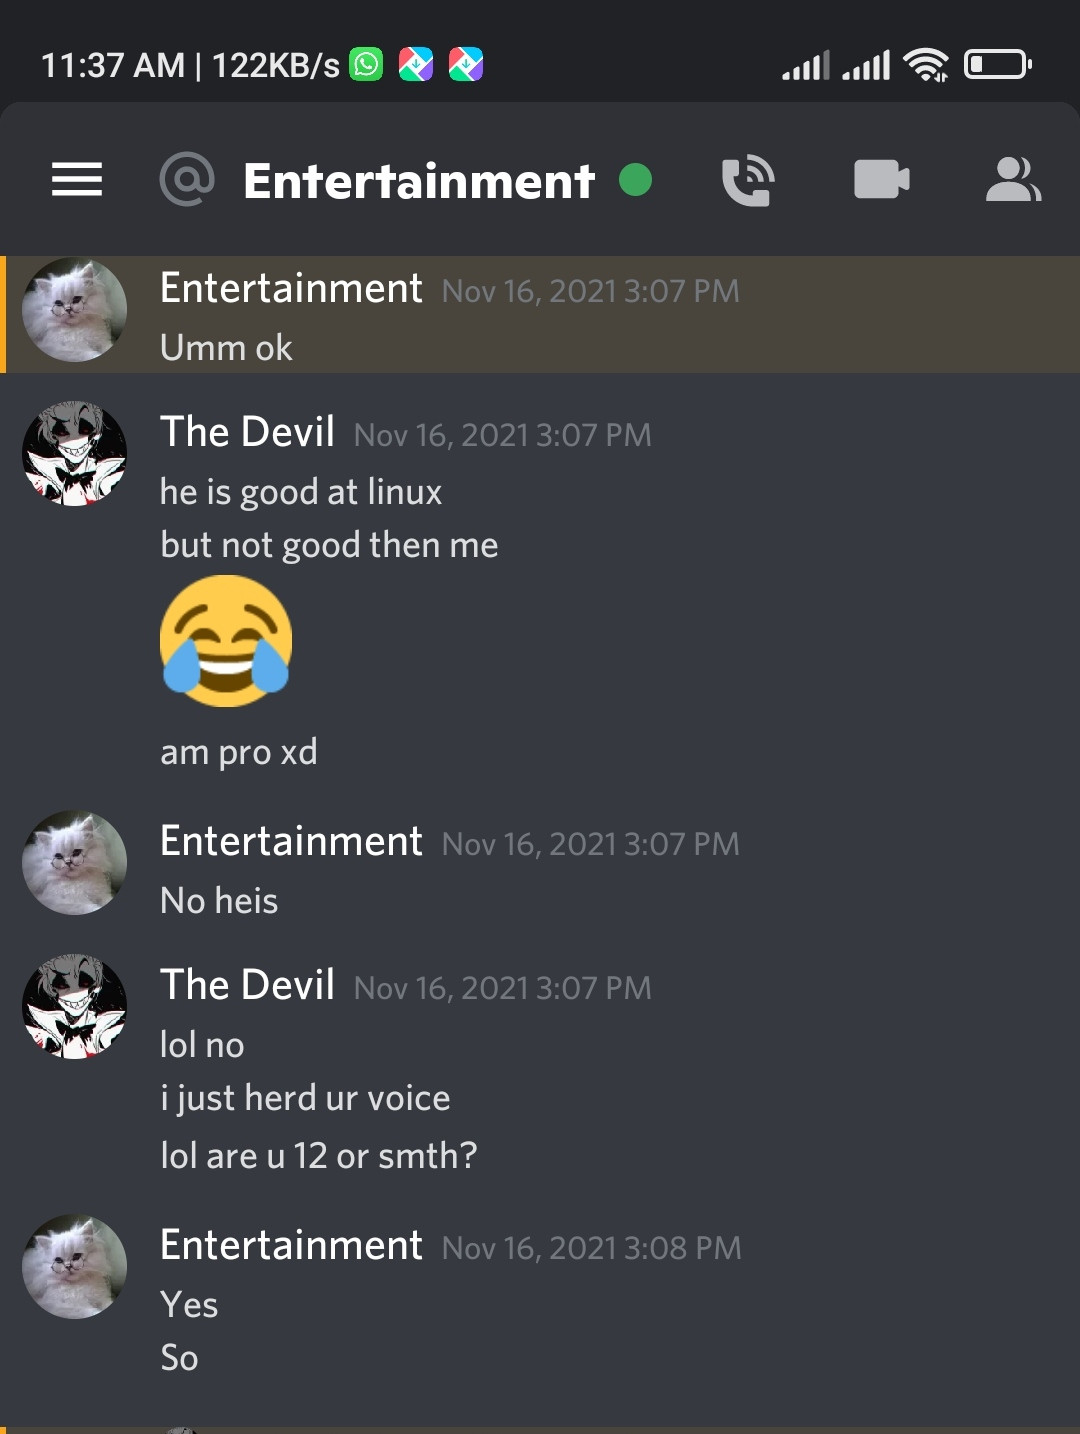 11:37 AM | 122KB/s
@ Entertainment
Entertainment Nov 16, 2021 3:07 PM
Umm ok
The Devil Nov 16, 2021 3:07 PM
he is good at linux
but not good then me
am pro xd
Entertainment Nov 16, 2021 3:07 PM
No heis
The Devil Nov 16, 2021 3:07 PM
lol no
i just herd ur voice
lol are u 12 or smth?
Entertainment Nov 16, 2021 3:08 PM
Yes
So